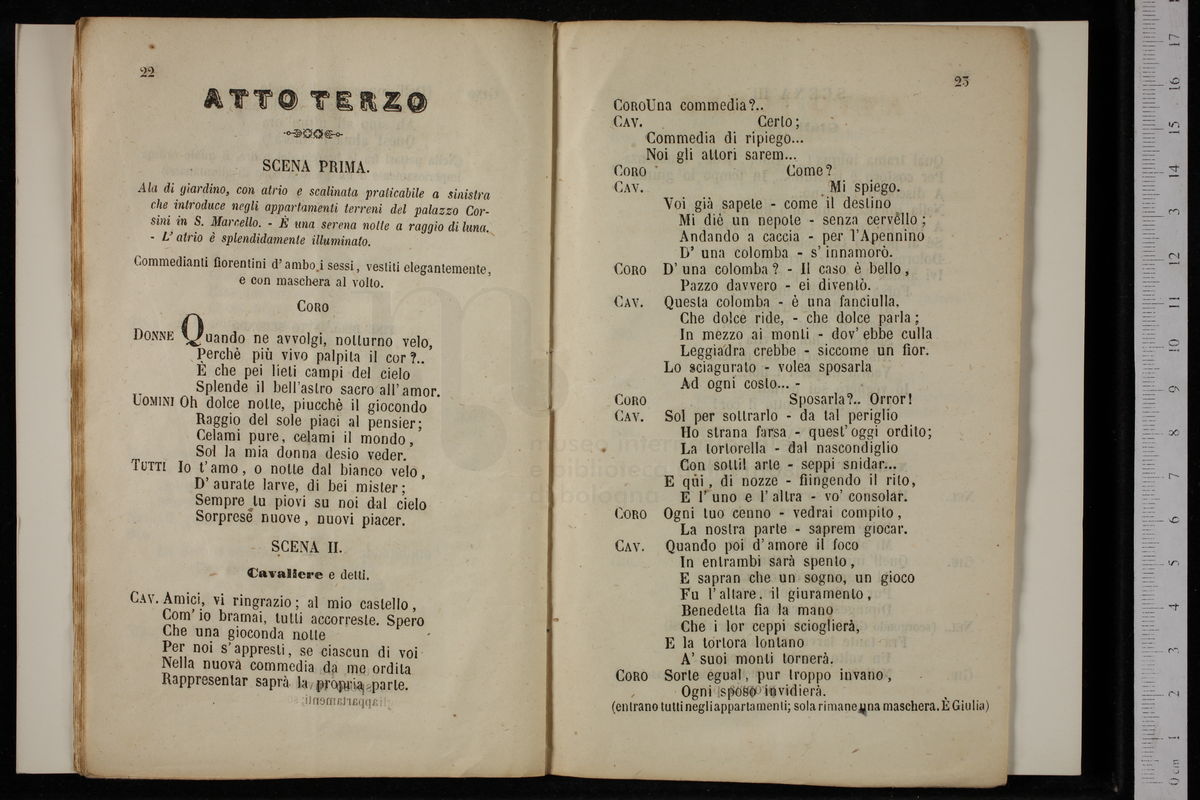 22
ATTO TERZO
SCENA PRIMA.
Ala di giardino, con atrio e scalinata praticabile a sinistra
che introduce negli appartamenti terreni del palazzo Cor-
sini in S. Marcello. - È una serena notte a raggio di luna.
- L' atrio è splendidamente illuminato.
Commedianti fiorentini d' ambo i sessi, vestiti elegantemente,
e con maschera al volto.
CORO
DONNE Quando ne avvolgi, notturno velo,
Perchè più vivo palpita il cor?..
È che pei lieti campi del cielo
Splende il bell'astro sacro all' amor.
UOMINI Oh dolce notte, piucchè il giocondo
Raggio del sole piaci al pensier;
Celami pure, celami il mondo,
Sol la mia donna desio veder.
TUTTI Io t' amo, o notte dal bianco velo,
D' aurate larve, di bei mister;
Sempre tu piovi su noi dal cielo
Sorprese nuove, nuovi piacer.
SCENA II.
Cavaliere e detti.
CAV. Amici, vi ringrazio; al mio castello,
Com' io bramai, tutti accorreste. Spero
Che una gioconda notte
Per noi s' appresti, se ciascun di voi
Nella nuova commedia da me ordita
Rappresentar saprà la propria parte.
23
CORO Una commedia?..
CAV. Certo;
Commedia di ripiego...
Noi gli attori sarem...
CORO Come?
CAV. Mi spiego.
Voi già sapete - come il destino
Mi diè un nepote - senza cervello;
Andando a caccia - per l'Apennino
D' una colomba - s' innamorò.
CORO D' una colomba? - Il caso è bello,
Pazzo davvero - ei diventò.
CAV. Questa colomba - è una fanciulla,
Che dolce ride, - che dolce parla;
In mezzo ai monti - dov' ebbe culla
Leggiadra crebbe - siccome un fior.
Lo sciagurato - volea sposarla
Ad ogni costo... -
CORO Sposarla?.. Orror!
CAV. Sol per sottrarlo - da tal periglio
Ho strana farsa - quest' oggi ordito;
La tortorella - dal nascondiglio
Con sottil arte - seppi snidar...
E quì, di nozze - fiingendo il rito,
E l' uno e l' altra - vo' consolar.
CORO Ogni tuo cenno - vedrai compito,
La nostra parte - saprem giocar.
CAV. Quando poi d' amore il foco
In entrambi sarà spento,
E sapran che un sogno, un gioco
Fu l' altare, il giuramento,
Benedetta fia la mano
Che i lor ceppi scioglierà,
E la tortora lontano
A' suoi monti tornerà.
CORO Sorte egual, pur troppo invano,
Ogni sposo invidierà.
(entrano tutti negli appartamenti; sola rimane una maschera. È Giulia)